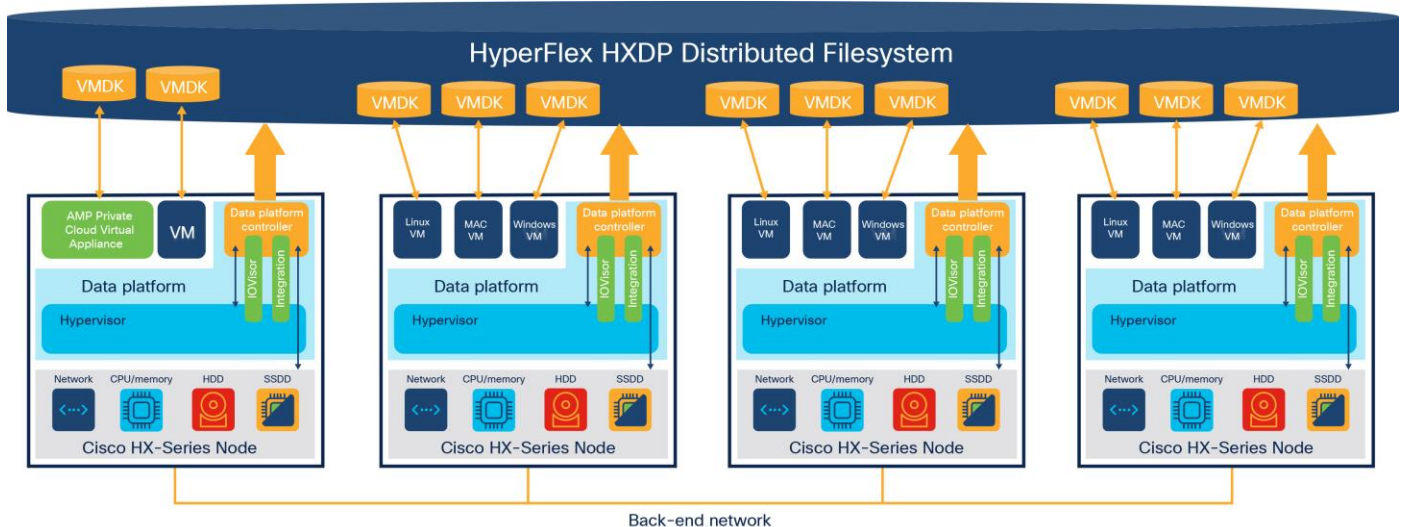 HyperFlex HXDP Distributed Filesystem
VMDK
VMDK
VMDK
VMDK
VMDK
VMDK
VMDK
VMDK
VMDK
VMDK
VMDK
AMP Private
Cloud Virtual
Appliance
VM
Data platform
controller
IOVisor
Integration
Data platform
Hypervisor
Network
CPU/memory
HDD
SSDD
Cisco HX-Series Node
Linux
VM
MAC
VM
Windows
VM
Data platform
controller
IOVisor
Integration
Data platform
Hypervisor
Network
CPU/memory
HDD
SSDD
Cisco HX-Series Node
Linux
VM
MAC
VM
Windows
VM
Data platform
controller
IOVisor
Integration
Data platform
Hypervisor
Network
CPU/memory
HDD
SSDD
Cisco HX-Series Node
Linux
VM
MAC
VM
Windows
VM
Data platform
controller
IOVisor
Integration
Data platform
Hypervisor
Network
CPU/memory
HDD
SSDD
Cisco HX-Series Node
Back-end network